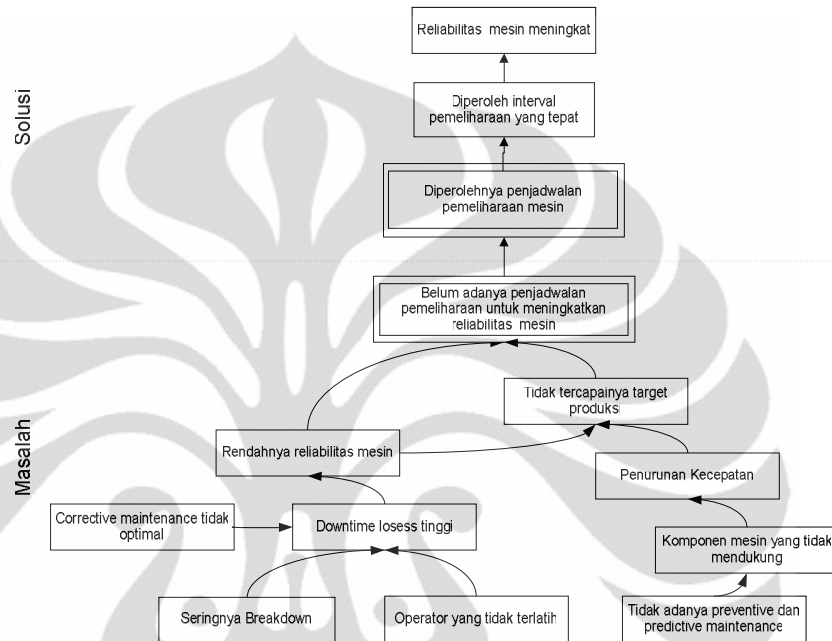 Solusi
Reliabilitas mesin meningkat
Diperoleh interval
pemeliharaan yang tepat
Diperolehnya penjadwalan
pemeliharaan mesin
Belum adanya penjadwalan
pemeliharaan untuk meningkatkan
reliabilitas mesin
Masalah
Tidak tercapainya target
produksi
Rendahnya reliabilitas mesin
Penurunan Kecepatan
Corrective maintenance tidak
optimal
Downtime losess tinggi
Komponen mesin yang tidak
mendukung
Seringnya Breakdown
Operator yang tidak terlatih
Tidak adanya preventive dan
predictive maintenance